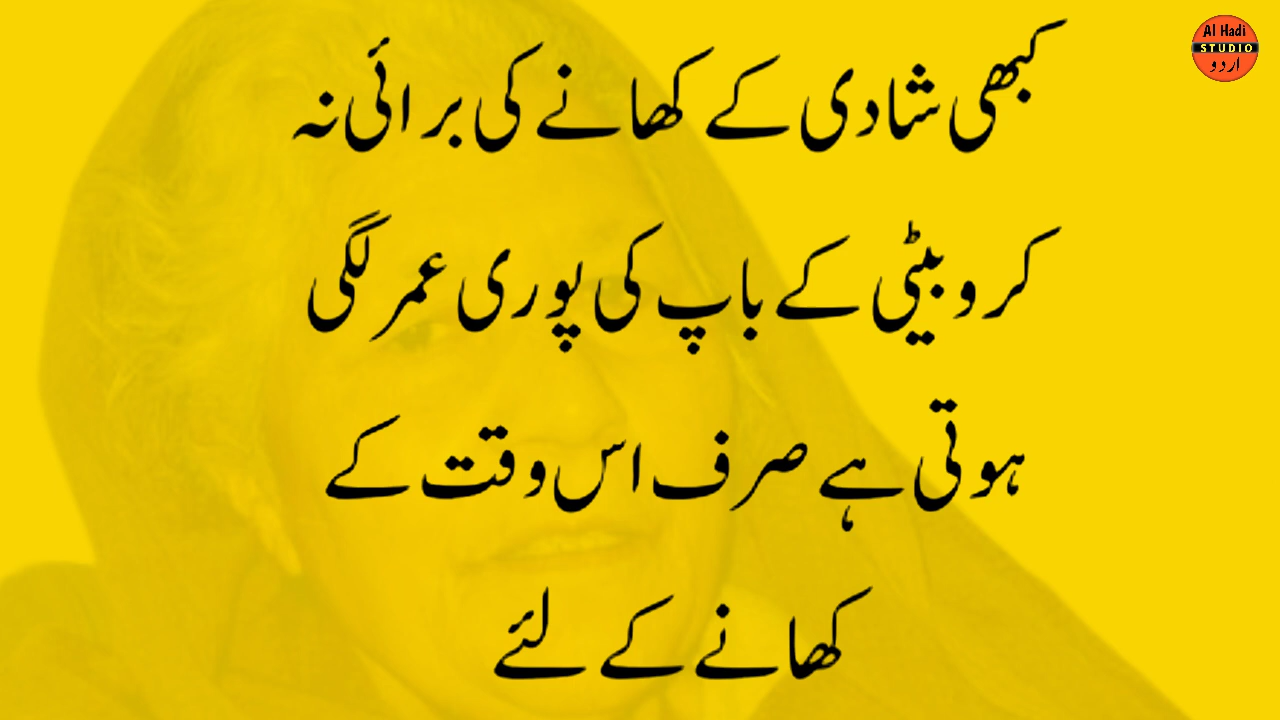 Al Hadi
STUDIO
اردو
کبھی شادی کے کھانے کی برائی نہ
کرو بیٹی کے باپ کی پوری عمر لگی
ہوتی ہے صرف اس وقت کے
کھانے کے لئے